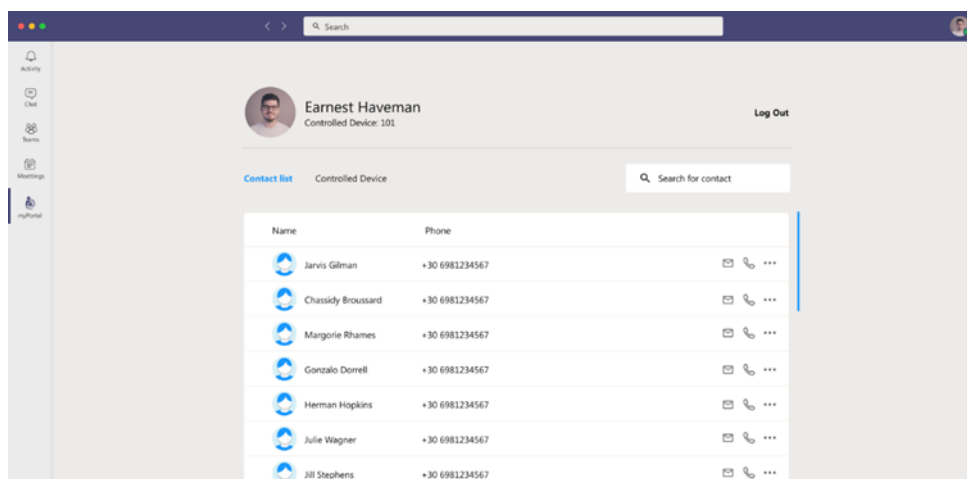 Search
Activity
Chat
Teams
Meetings
myPortal
Earnest Haveman
Controlled Device: 101
Log Out
Contact list Controlled Device
Search for contact
Name Phone
Jarvis Gilman +30 6981234567
Chassidy Broussard +30 6981234567
Margorie Rhames +30 6981234567
Gonzalo Dorrell +30 6981234567
Herman Hopkins +30 6981234567
Julie Wagner +30 6981234567
Jill Stephens +30 6981234567